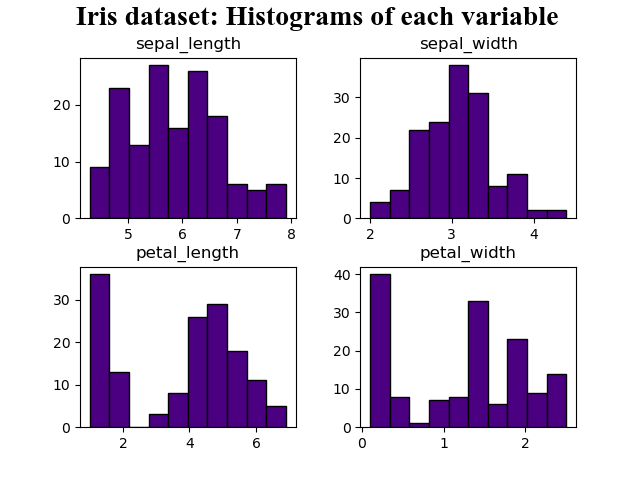 Iris dataset: Histograms of each variable
sepal_length
sepal_width
20
10
0
5 6 7 8
30
20
10
0
2 3 4
petal_length
petal_width
30
20
10
0
2 4 6
40
30
20
10
0
0 1 2